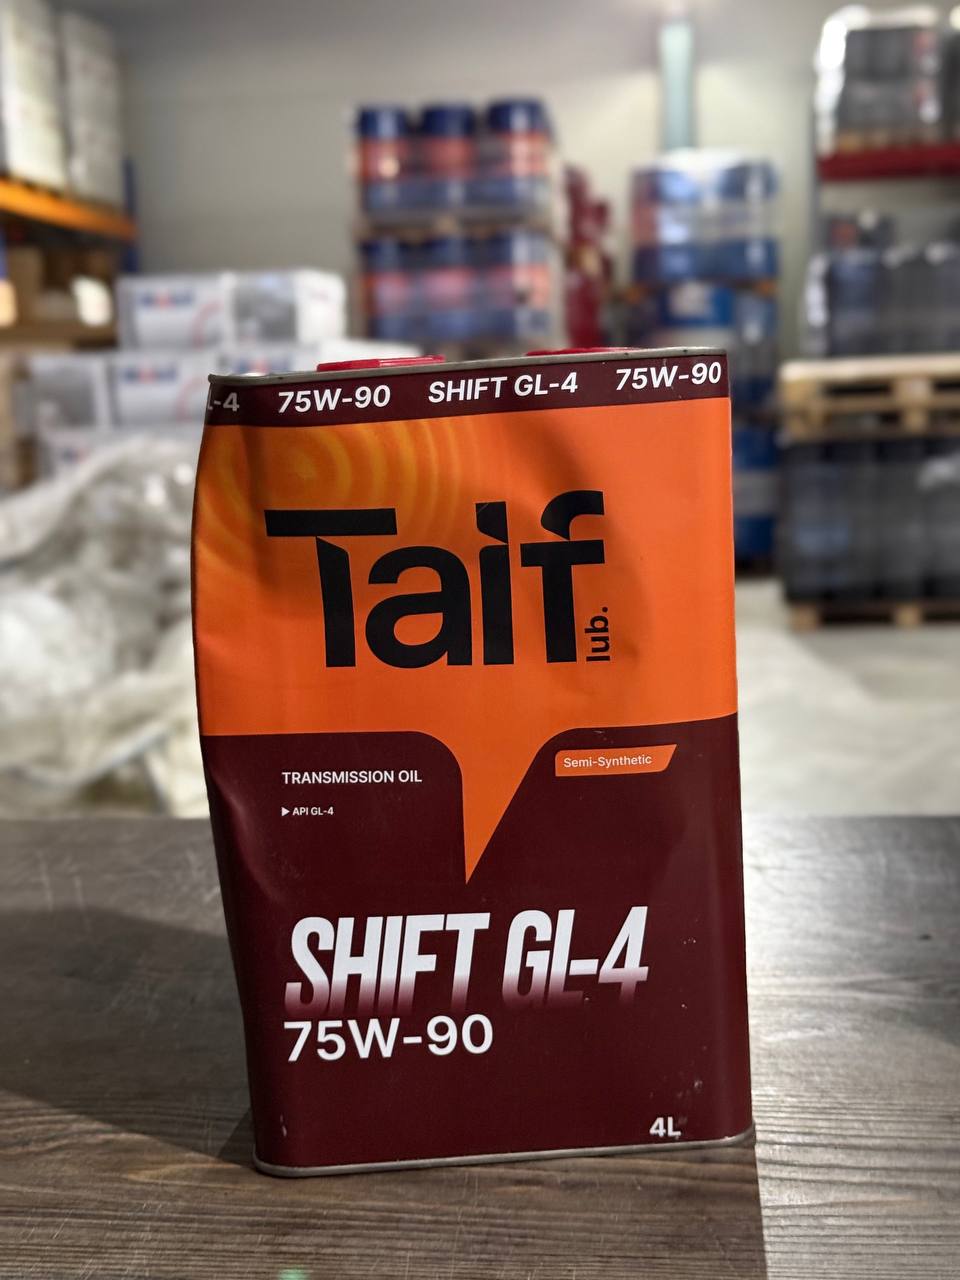 -4 75W-90 SHIFT GL-4 75W-90
Taif
lub.
TRANSMISSION OIL
Semi-Synthetic
▶ API GL-4
SHIFT GL-4
75W-90
4L